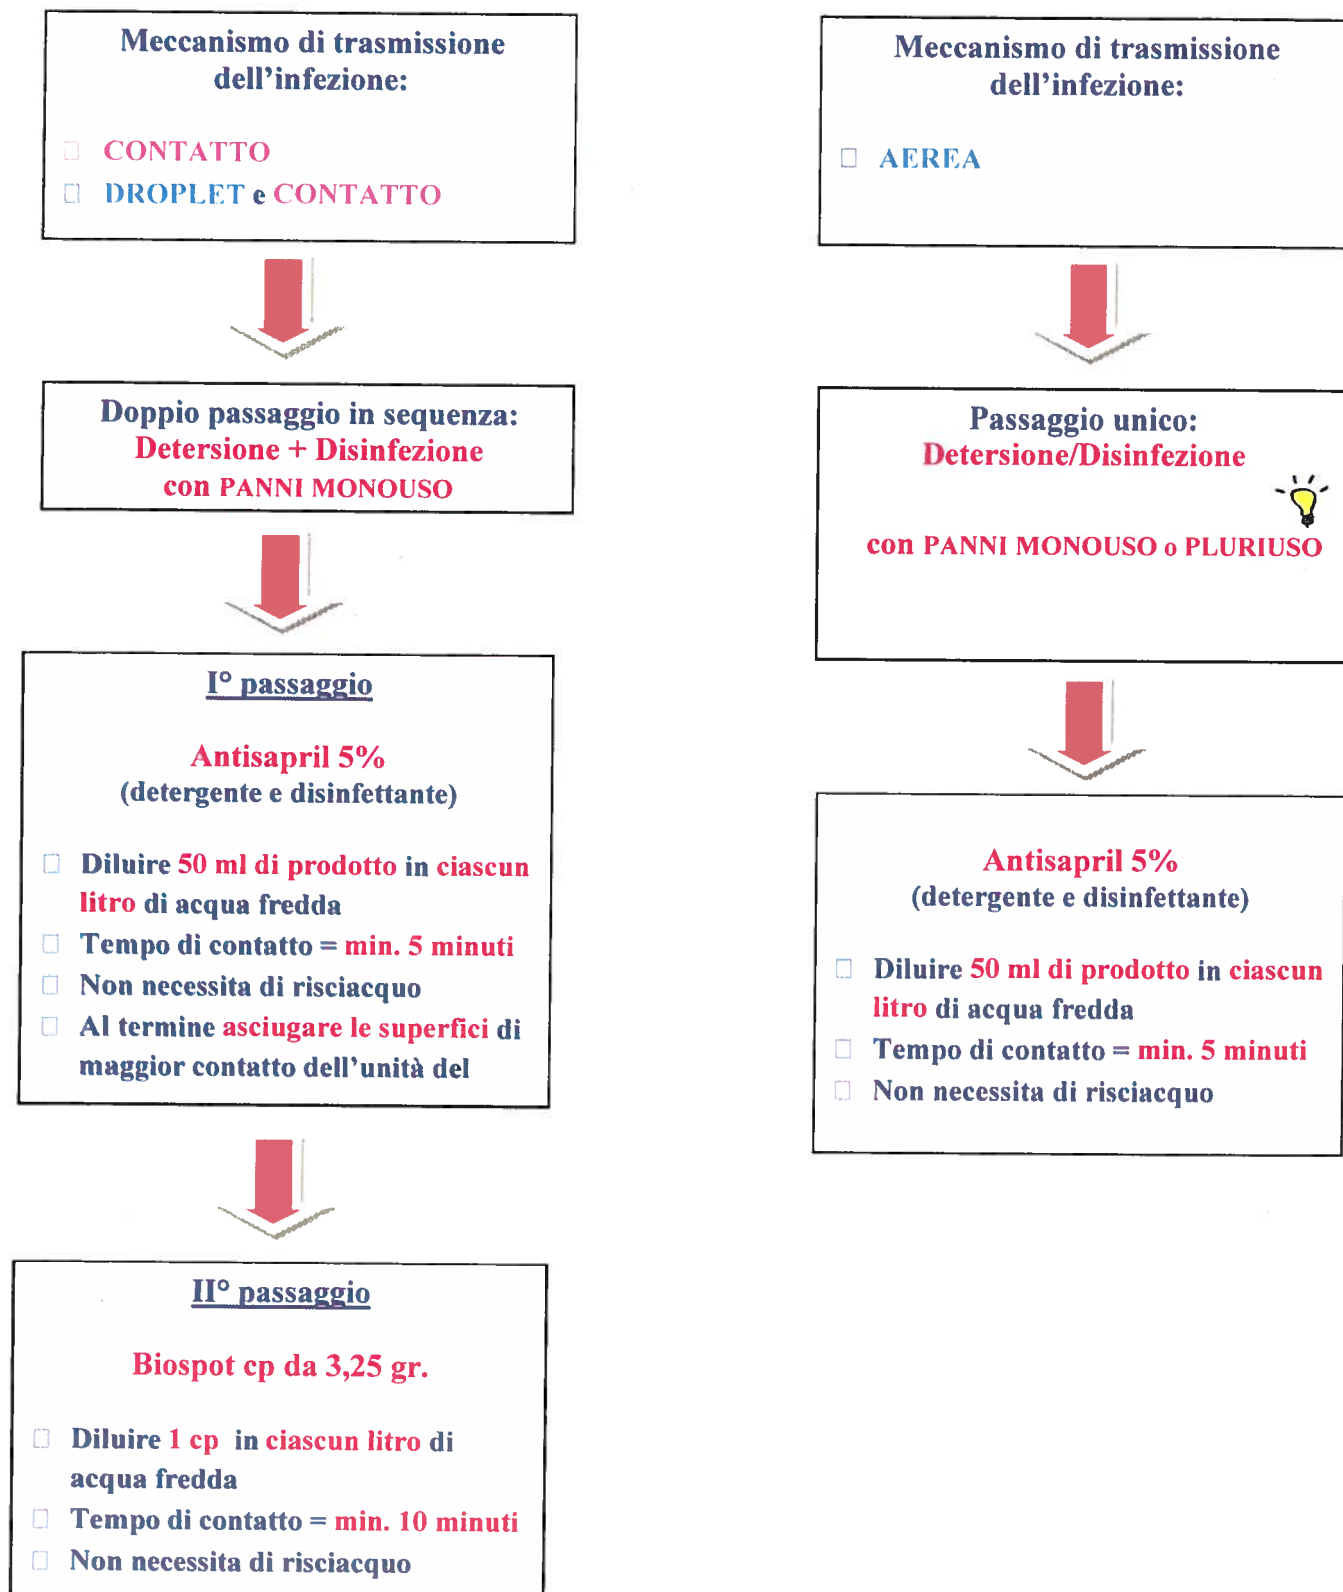 Meccanismo di trasmissione
dell'infezione:
CONTATTO
DROPLET e CONTATTO
Doppio passaggio in sequenza:
Detersione + Disinfezione
con PANNI MONOUSO
I° passaggio
Antisapril 5%
(detergente e disinfettante)
Diluire 50 ml di prodotto in ciascun
litro di acqua fredda
Tempo di contatto = min. 5 minuti
Non necessita di risciacquo
Al termine asciugare le superfici di
maggior contatto dell'unità del
II° passaggio
Biospot cp da 3,25 gr.
Diluire 1 cp in ciascun litro di
acqua fredda
Tempo di contatto = min. 10 minuti
Non necessita di risciacquo
Meccanismo di trasmissione
dell'infezione:
AEREA
Passaggio unico:
Detersione/Disinfezione
con PANNI MONOUSO o PLURIUSO
Antisapril 5%
(detergente e disinfettante)
Diluire 50 ml di prodotto in ciascun
litro di acqua fredda
Tempo di contatto = min. 5 minuti
Non necessita di risciacquo